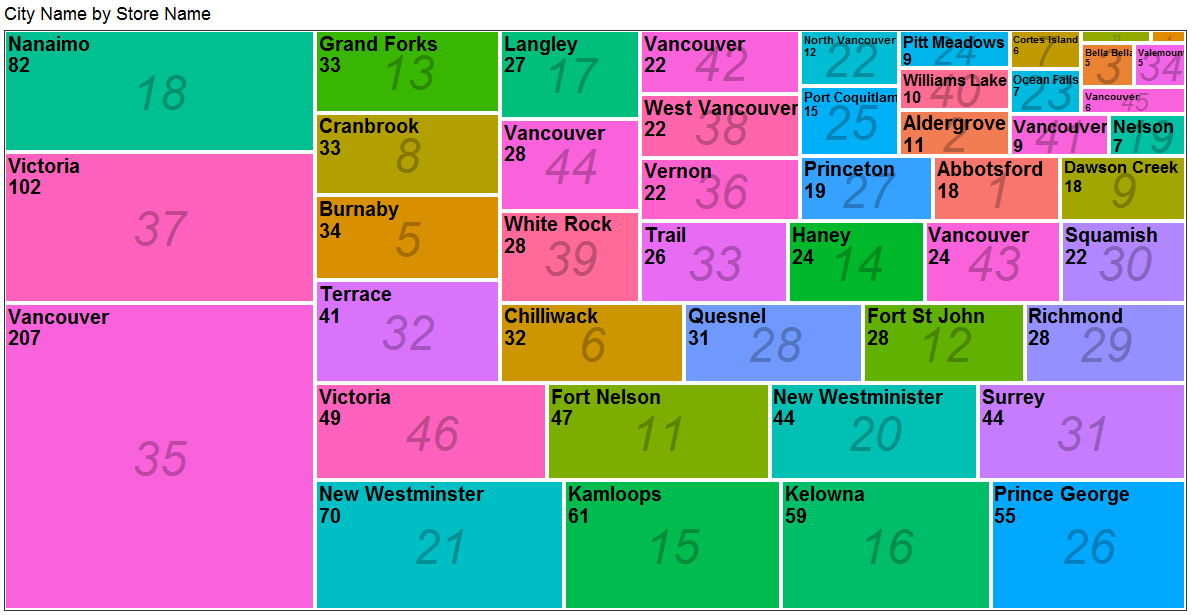 City Name by Store Name
Nanaimo
82
18
Victoria
102
37
Vancouver
207
35
Grand Forks
33
13
Cranbrook
33
8
Burnaby
34
5
Terrace
41
32
Langley
27
17
Vancouver
28
44
White Rock
28
39
Vancouver
22
42
West Vancouver
22
38
Vernon
22
36
North Vancouver
12
22
Port Coquitlam
15
25
Pitt Meadows
9
24
Williams Lake
10
40
Aldergrove
11
2
Cortes Island
6
7
Ocean Falls
7
23
Vancouver
9
41
10
4
Bella Bella
5
3
Valemount
5
34
Vancouver
6
45
Nelson
7
19
Princeton
19
27
Abbotsford
18
1
Dawson Creek
18
9
Trail
26
33
Haney
24
14
Vancouver
24
43
Squamish
22
30
Chilliwack
32
6
Quesnel
31
28
Fort St John
28
12
Richmond
28
29
Victoria
49
46
Fort Nelson
47
11
New Westminister
44
20
Surrey
44
31
New Westminster
70
21
Kamloops
61
15
Kelowna
59
16
Prince George
55
26